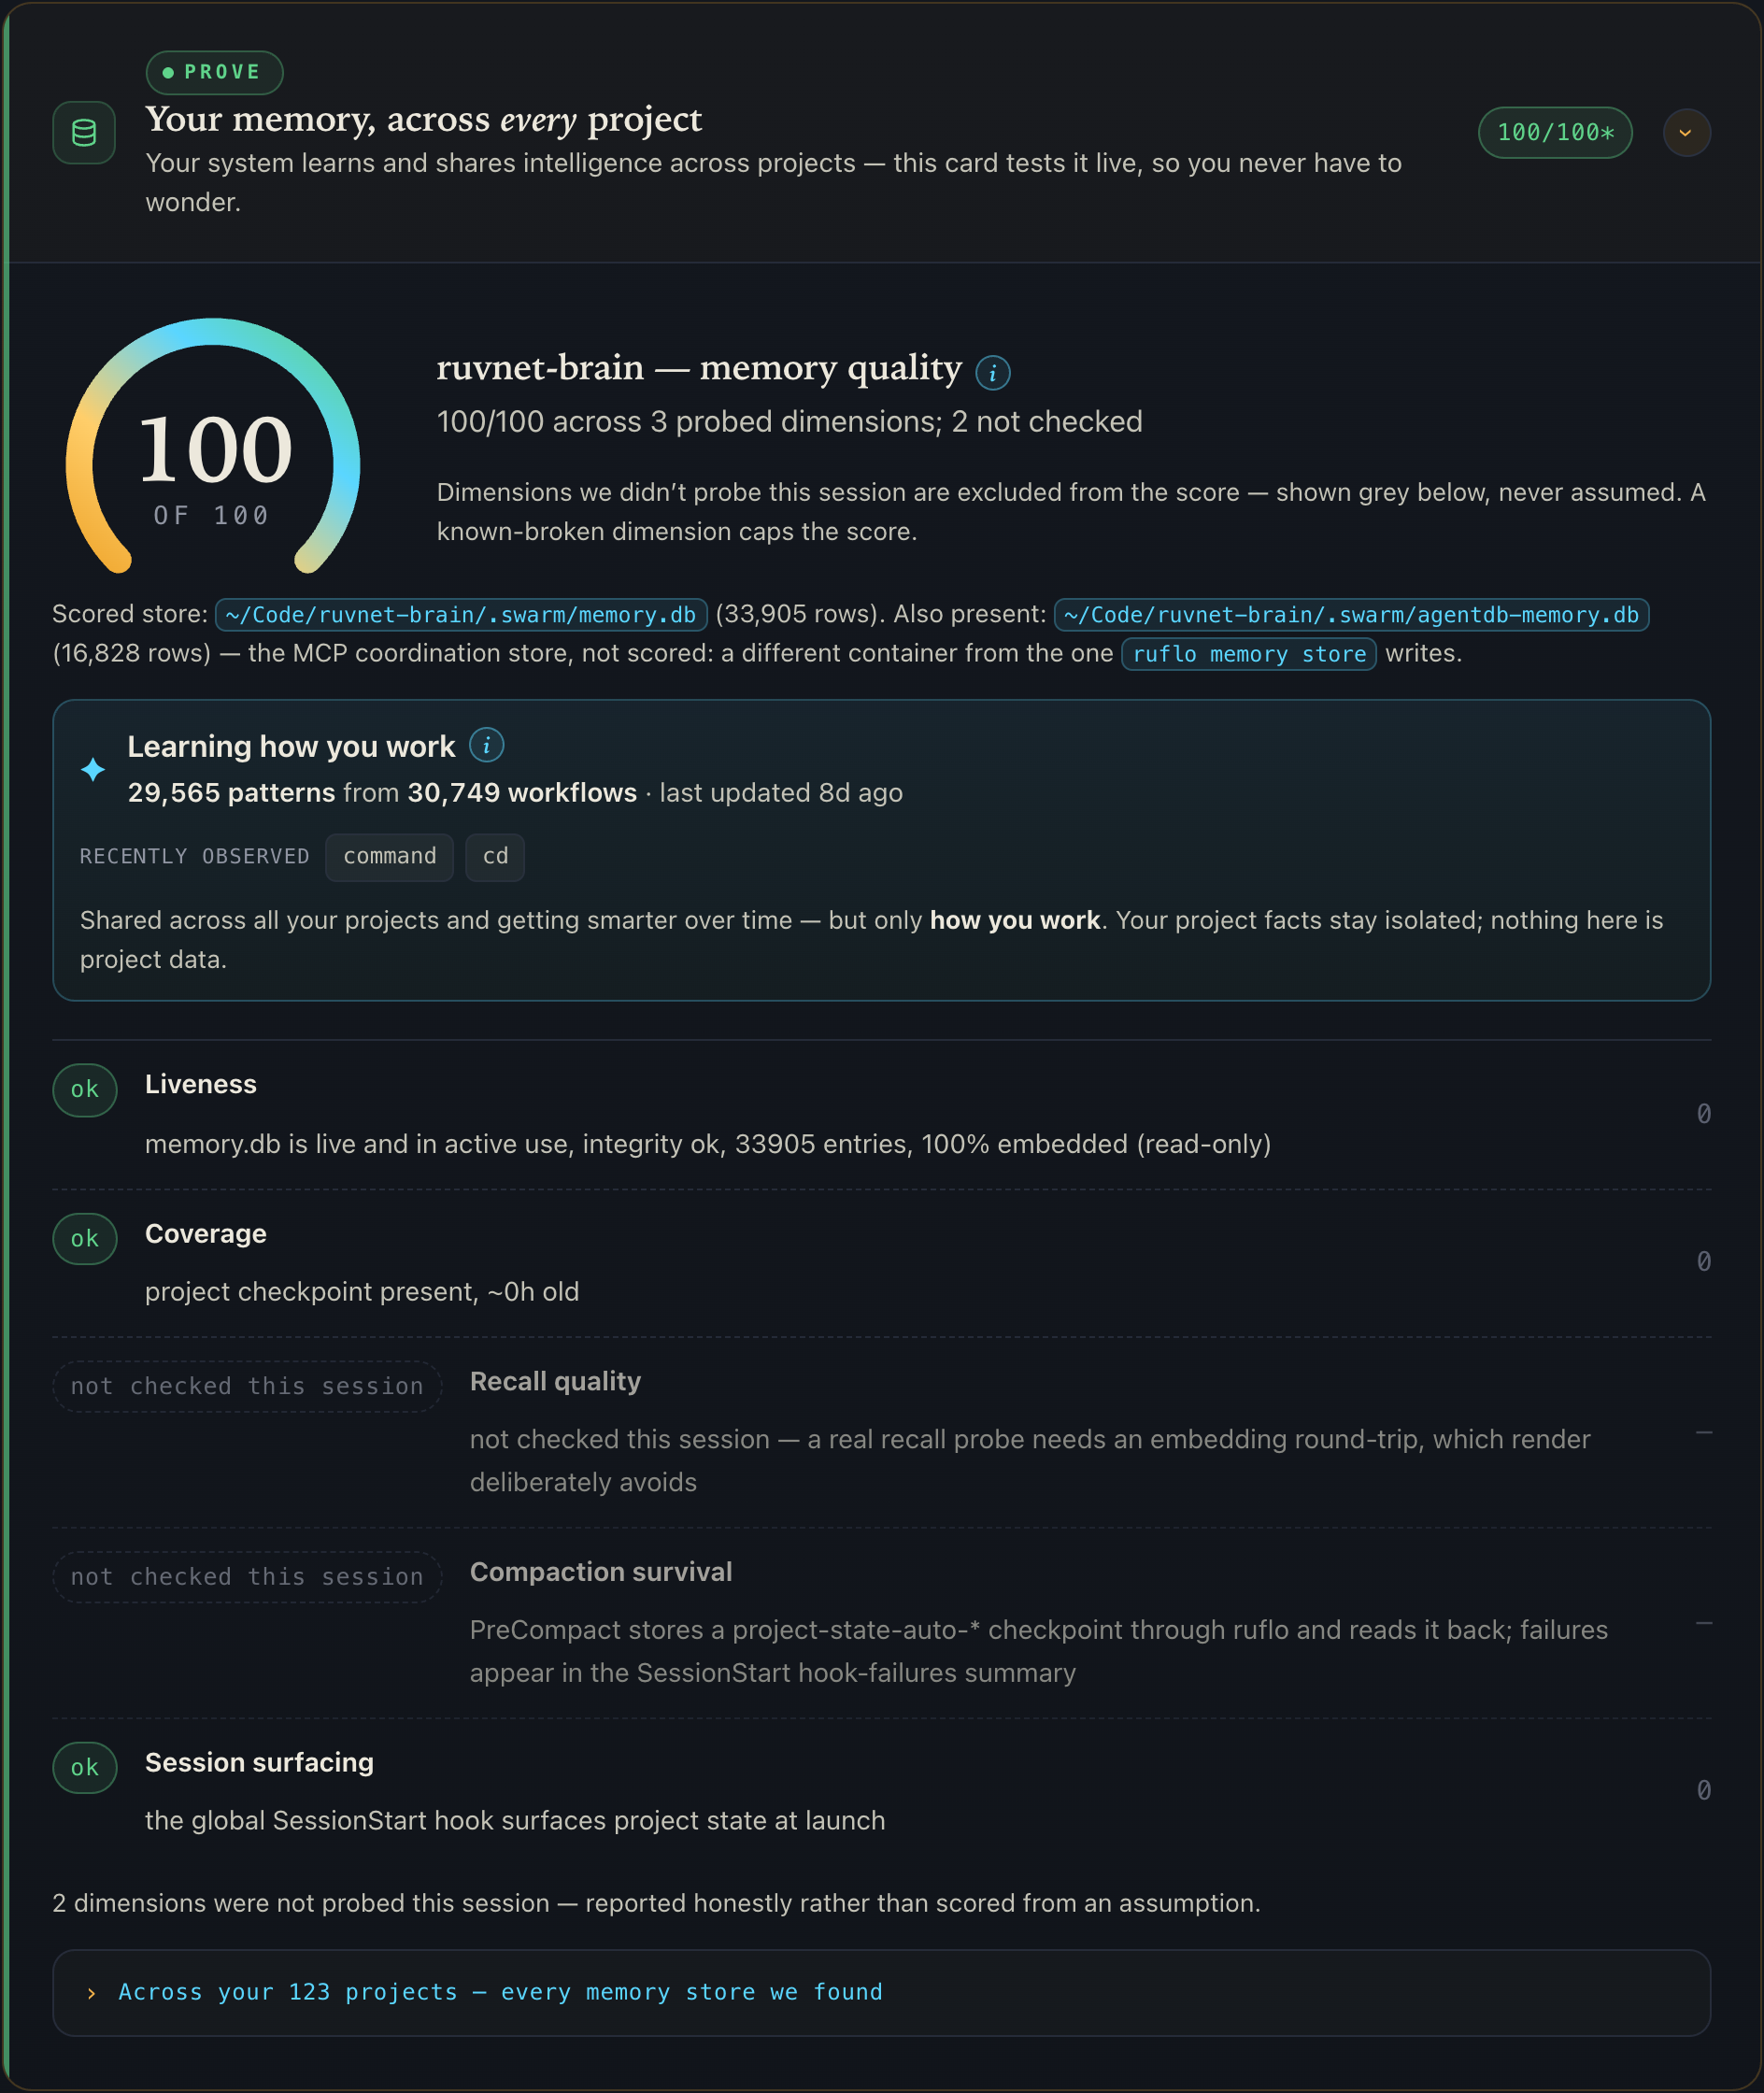 PROVE
Your memory, across every project
Your system learns and shares intelligence across projects — this card tests it live, so you never have to
wonder.
100/100*
100
OF 100
ruvnet-brain — memory quality i
100/100 across 3 probed dimensions; 2 not checked
Dimensions we didn’t probe this session are excluded from the score — shown grey below, never assumed. A
known-broken dimension caps the score.
Scored store: ~/Code/ruvnet-brain/.swarm/memory.db (33,905 rows). Also present: ~/Code/ruvnet-brain/.swarm/agentdb-memory.db
(16,828 rows) — the MCP coordination store, not scored: a different container from the one ruflo memory store writes.
Learning how you work i
29,565 patterns from 30,749 workflows · last updated 8d ago
RECENTLY OBSERVED command cd
Shared across all your projects and getting smarter over time — but only how you work. Your project facts stay isolated; nothing here is
project data.
ok Liveness
0
memory.db is live and in active use, integrity ok, 33905 entries, 100% embedded (read-only)
ok Coverage
0
project checkpoint present, ~0h old
not checked this session Recall quality
not checked this session — a real recall probe needs an embedding round-trip, which render —
deliberately avoids
not checked this session Compaction survival
PreCompact stores a project-state-auto-* checkpoint through ruflo and reads it back; failures —
appear in the SessionStart hook-failures summary
ok Session surfacing
0
the global SessionStart hook surfaces project state at launch
2 dimensions were not probed this session — reported honestly rather than scored from an assumption.
› Across your 123 projects — every memory store we found